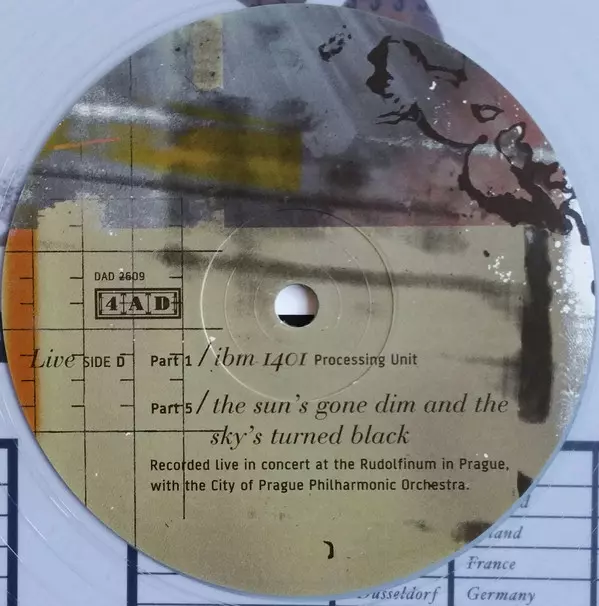 DAD 2609
4AD
Live SIDE D Part 1 / ibm 1401 Processing Unit
Part 5 / the sun's gone dim and the
sky's turned black
Recorded live in concert at the Rudolfinum in Prague,
with the City of Prague Philharmonic Orchestra.
France
Germany